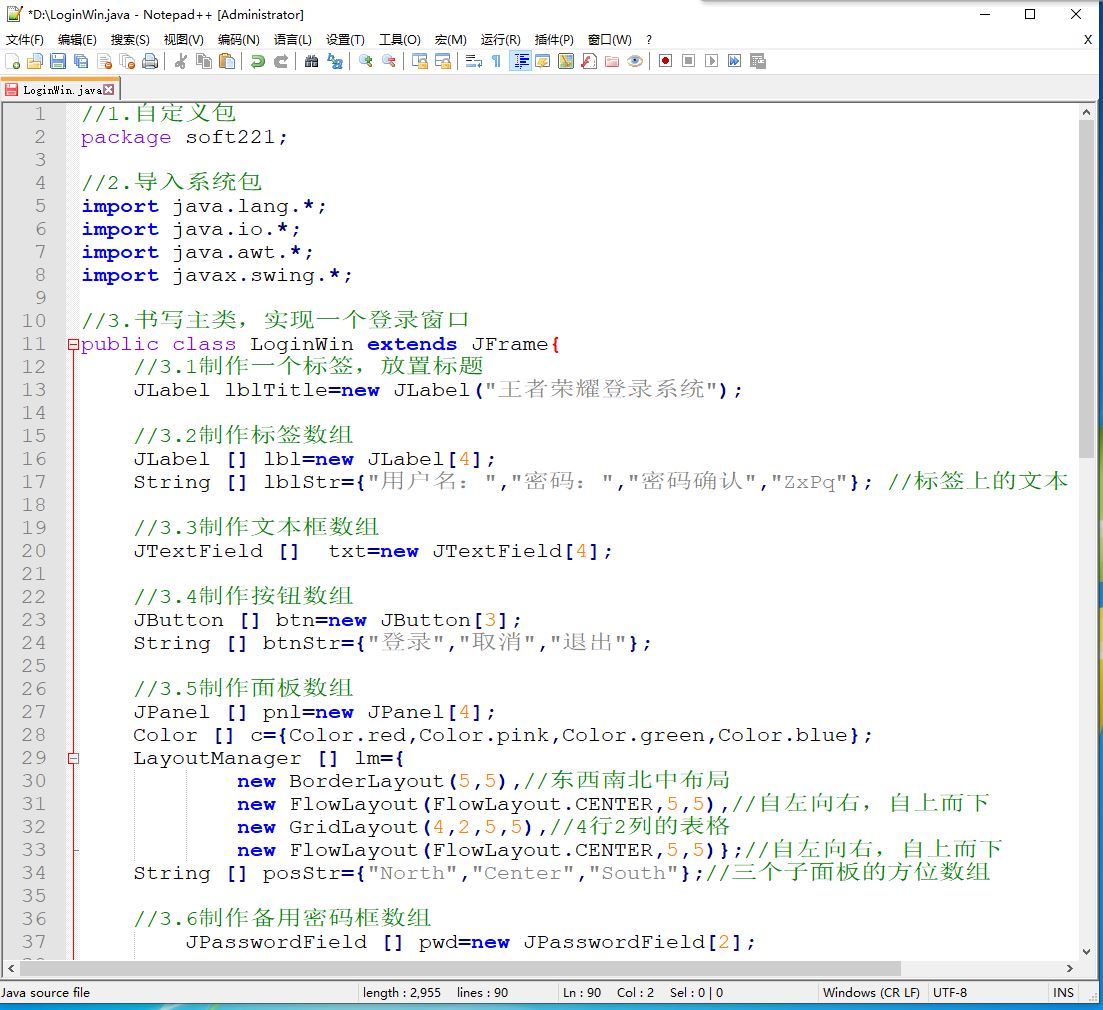 *D:\LoginWin.java - Notepad++ [Administrator]
文件(F) 编辑(E) 搜索(S) 视图(V) 编码(N) 语言(L) 设置(T) 工具(O) 宏(M) 运行(R) 插件(P) 窗口(W) ? X
LoginWin.java
1 //1.自定义包
2 package soft221;
3
4 //2.导入系统包
5 import java.lang.*;
6 import java.io.*;
7 import java.awt.*;
8 import javax.swing.*;
9
10 //3.书写主类，实现一个登录窗口
11 public class LoginWin extends JFrame{
12 //3.1制作一个标签，放置标题
13 JLabel lblTitle=new JLabel("王者荣耀登录系统");
14
15 //3.2制作标签数组
16 JLabel [] lbl=new JLabel[4];
17 String [] lblStr={"用户名：","密码：","密码确认","ZxPq"}; //标签上的文本
18
19 //3.3制作文本框数组
20 JTextField []  txt=new JTextField[4];
21
22 //3.4制作按钮数组
23 JButton [] btn=new JButton[3];
24 String [] btnStr={"登录","取消","退出"};
25
26 //3.5制作面板数组
27 JPanel [] pnl=new JPanel[4];
28 Color [] c={Color.red,Color.pink,Color.green,Color.blue};
29 LayoutManager [] lm={
30 new BorderLayout(5,5),//东西南北中布局
31 new FlowLayout(FlowLayout.CENTER,5,5),//自左向右，自上而下
32 new GridLayout(4,2,5,5),//4行2列的表格
33 new FlowLayout(FlowLayout.CENTER,5,5)};//自左向右，自上而下
34 String [] posStr={"North","Center","South"};//三个子面板的方位数组
35
36 //3.6制作备用密码框数组
37 JPasswordField [] pwd=new JPasswordField[2];
Java source file length : 2,955 lines : 90 Ln : 90 Col : 2 Sel : 0 | 0 Windows (CR LF) UTF-8 INS